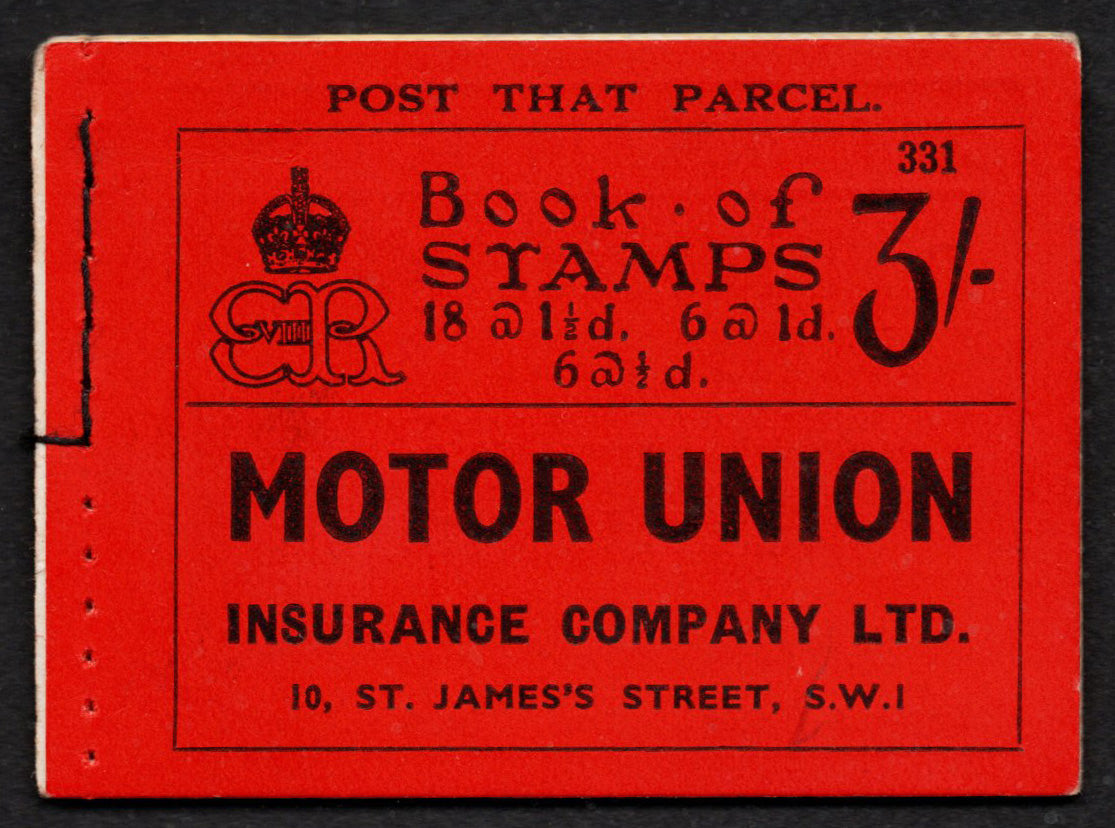 POST THAT PARCEL.
331
Book · of
STAMPS
3/-
18 @ 1½d. 6 @ 1d.
6 @ ½d.
EVIIIR
MOTOR UNION
INSURANCE COMPANY LTD.
10, ST. JAMES'S STREET, S.W.1